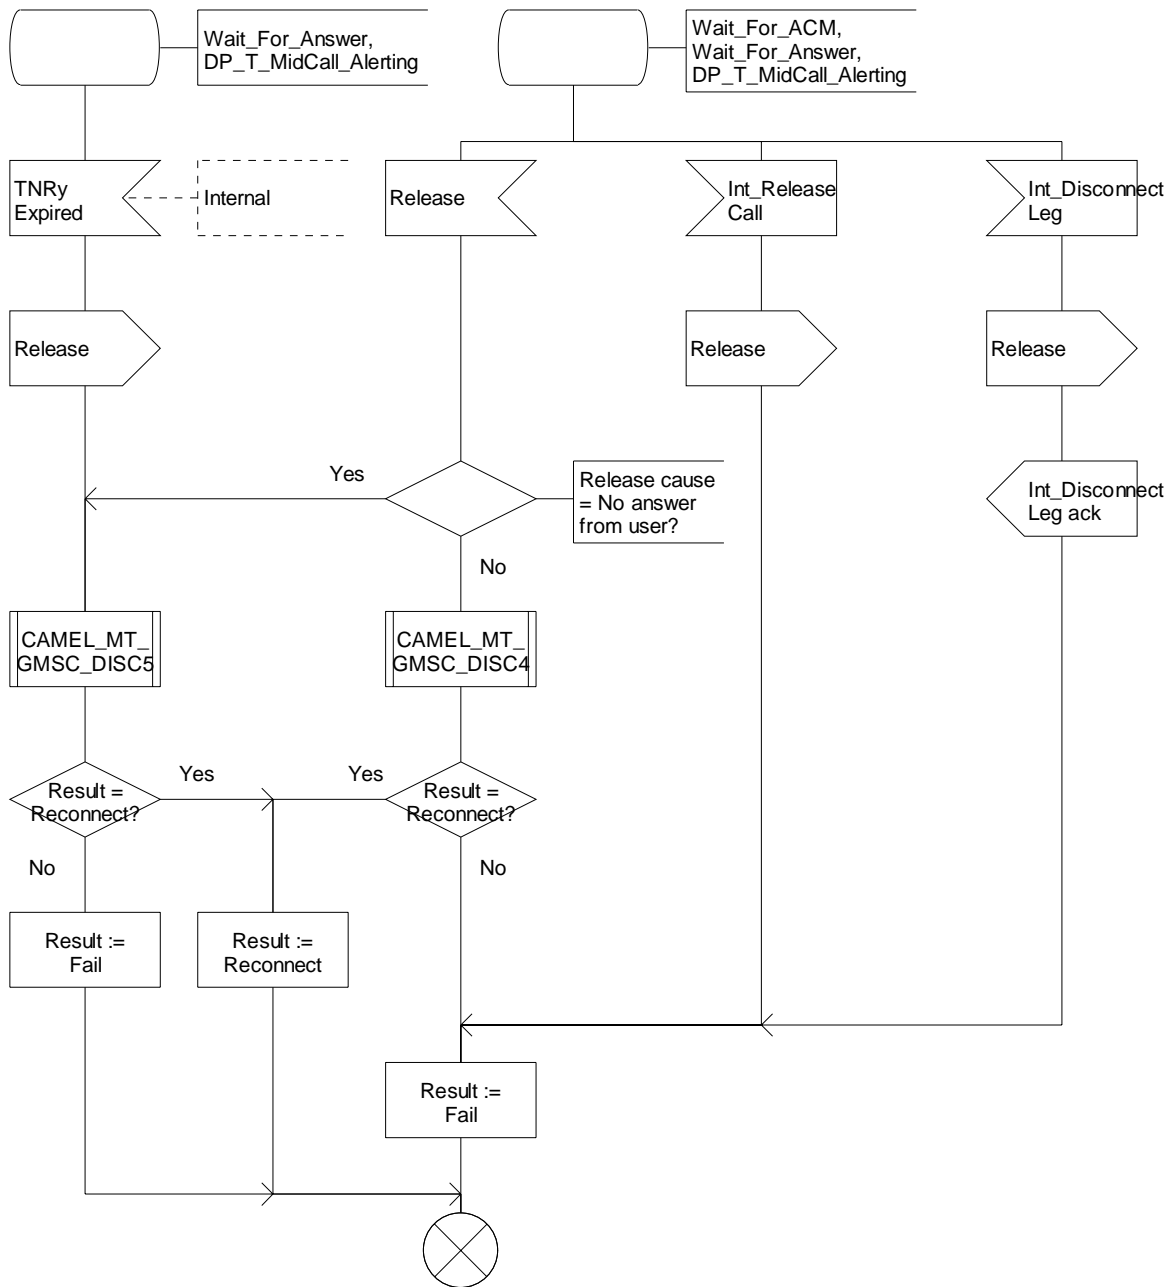 Wait_For_Answer,
DP_T_MidCall_Alerting
Wait_For_ACM,
Wait_For_Answer,
DP_T_MidCall_Alerting
TNRy
Expired
Internal
Release
Int_Release
Call
Int_Disconnect
Leg
Release
Release
Release
Yes
Release cause
= No answer
from user?
Int_Disconnect
Leg ack
No
CAMEL_MT_
GMSC_DISC5
CAMEL_MT_
GMSC_DISC4
Result =
Reconnect?
Yes
Yes
Result =
Reconnect?
No
No
Result :=
Fail
Result :=
Reconnect
Result :=
Fail